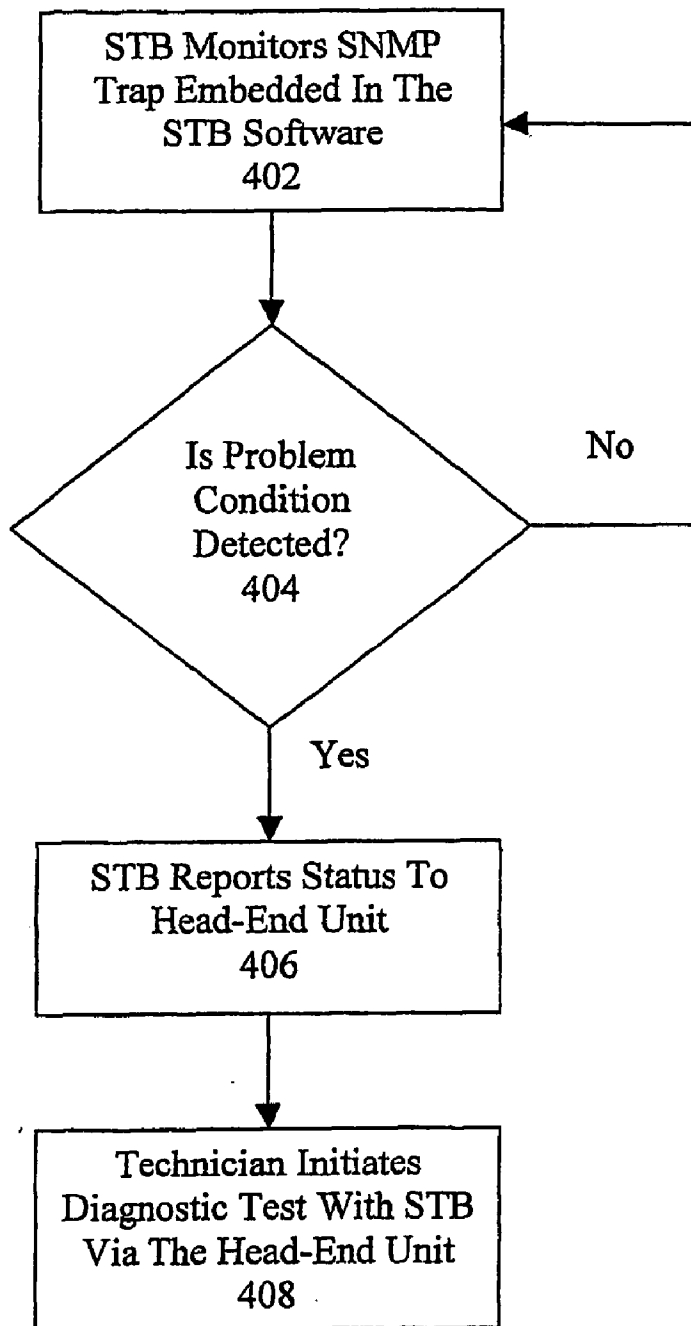 STB Monitors SNMP
Trap Embedded In The
STB Software
402
Is Problem
Condition
Detected?
404
No
Yes
STB Reports Status To
Head-End Unit
406
Technician Initiates
Diagnostic Test With STB
Via The Head-End Unit
408